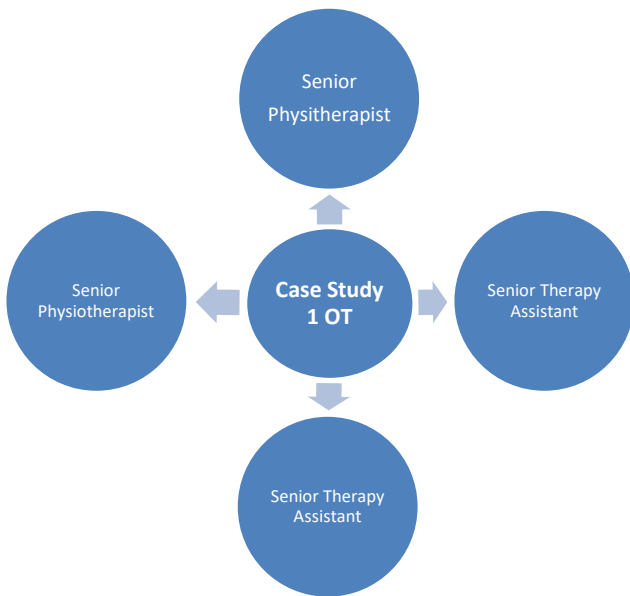 Senior
Physitherapist
Senior
Physiotherapist
Case Study
1 OT
Senior Therapy
Assistant
Senior Therapy
Assistant